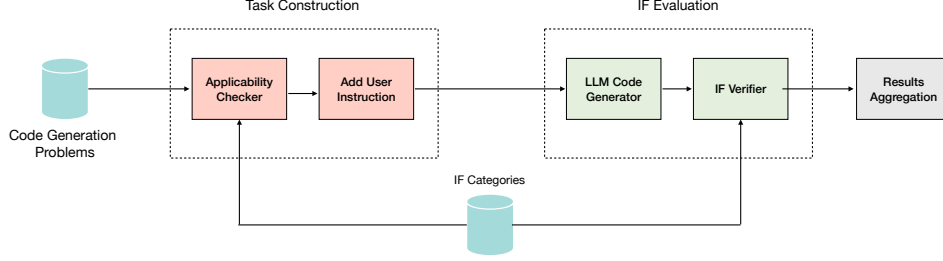 Task Construction
IF Evaluation
Applicability
Checker
Add User
Instruction
LLM Code
Generator
IF Verifier
Results
Aggregation
Code Generation
Problems
IF Categories